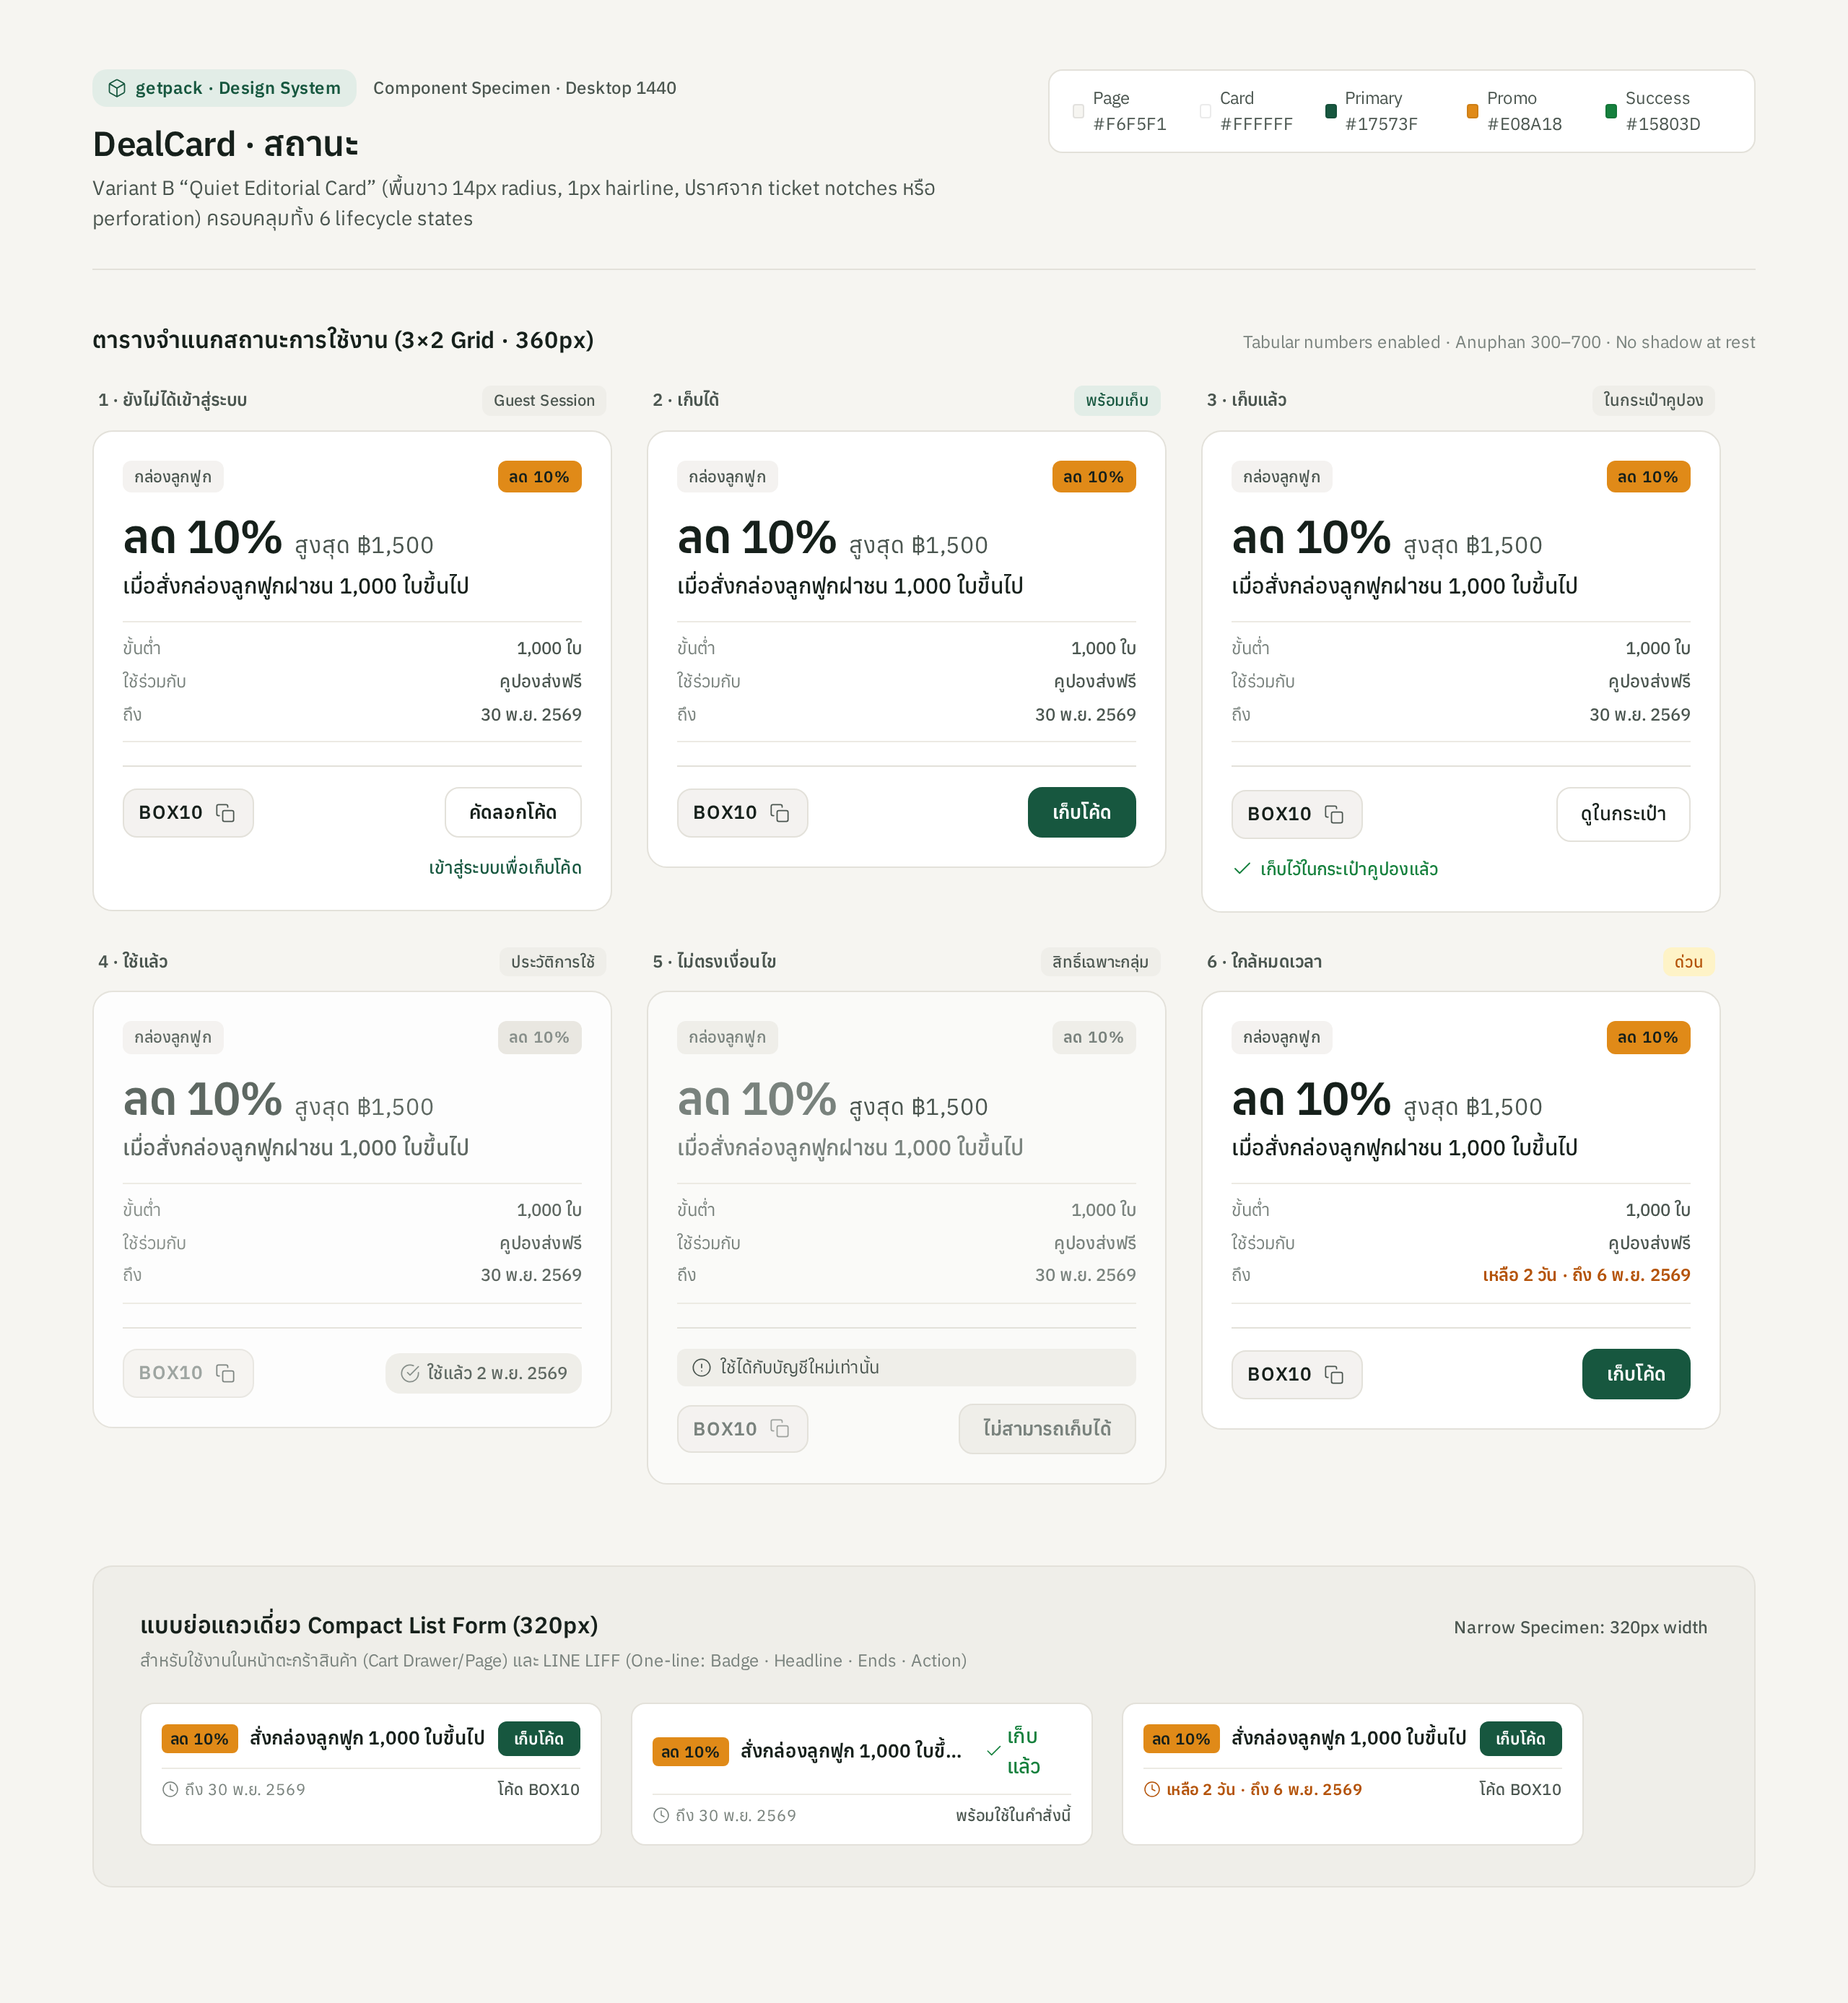 getpack · Design System
Component Specimen · Desktop 1440
DealCard · สถานะ
Variant B “Quiet Editorial Card” (พื้นขาว 14px radius, 1px hairline, ปราศจาก ticket notches หรือ
perforation) ครอบคลุมทั้ง 6 lifecycle states
Page
#F6F5F1
Card
#FFFFFF
Primary
#17573F
Promo
#E08A18
Success
#15803D
ตารางจำแนกสถานะการใช้งาน (3×2 Grid · 360px)
Tabular numbers enabled · Anuphan 300–700 · No shadow at rest
1 · ยังไม่ได้เข้าสู่ระบบ
Guest Session
กล่องลูกฟูก
ลด 10%
ลด 10% สูงสุด ฿1,500
เมื่อสั่งกล่องลูกฟูกฝาชน 1,000 ใบขึ้นไป
ขั้นต่ำ 1,000 ใบ
ใช้ร่วมกับ คูปองส่งฟรี
ถึง 30 พ.ย. 2569
BOX10
คัดลอกโค้ด
เข้าสู่ระบบเพื่อเก็บโค้ด
2 · เก็บได้
พร้อมเก็บ
กล่องลูกฟูก
ลด 10%
ลด 10% สูงสุด ฿1,500
เมื่อสั่งกล่องลูกฟูกฝาชน 1,000 ใบขึ้นไป
ขั้นต่ำ 1,000 ใบ
ใช้ร่วมกับ คูปองส่งฟรี
ถึง 30 พ.ย. 2569
BOX10
เก็บโค้ด
3 · เก็บแล้ว
ในกระเป๋าคูปอง
กล่องลูกฟูก
ลด 10%
ลด 10% สูงสุด ฿1,500
เมื่อสั่งกล่องลูกฟูกฝาชน 1,000 ใบขึ้นไป
ขั้นต่ำ 1,000 ใบ
ใช้ร่วมกับ คูปองส่งฟรี
ถึง 30 พ.ย. 2569
BOX10
ดูในกระเป๋า
เก็บไว้ในกระเป๋าคูปองแล้ว
4 · ใช้แล้ว
ประวัติการใช้
กล่องลูกฟูก
ลด 10%
ลด 10% สูงสุด ฿1,500
เมื่อสั่งกล่องลูกฟูกฝาชน 1,000 ใบขึ้นไป
ขั้นต่ำ 1,000 ใบ
ใช้ร่วมกับ คูปองส่งฟรี
ถึง 30 พ.ย. 2569
BOX10
ใช้แล้ว 2 พ.ย. 2569
5 · ไม่ตรงเงื่อนไข
สิทธิ์เฉพาะกลุ่ม
กล่องลูกฟูก
ลด 10%
ลด 10% สูงสุด ฿1,500
เมื่อสั่งกล่องลูกฟูกฝาชน 1,000 ใบขึ้นไป
ขั้นต่ำ 1,000 ใบ
ใช้ร่วมกับ คูปองส่งฟรี
ถึง 30 พ.ย. 2569
ใช้ได้กับบัญชีใหม่เท่านั้น
BOX10
ไม่สามารถเก็บได้
6 · ใกล้หมดเวลา
ด่วน
กล่องลูกฟูก
ลด 10%
ลด 10% สูงสุด ฿1,500
เมื่อสั่งกล่องลูกฟูกฝาชน 1,000 ใบขึ้นไป
ขั้นต่ำ 1,000 ใบ
ใช้ร่วมกับ คูปองส่งฟรี
ถึง เหลือ 2 วัน · ถึง 6 พ.ย. 2569
BOX10
เก็บโค้ด
แบบย่อแถวเดี่ยว Compact List Form (320px)
Narrow Specimen: 320px width
สำหรับใช้งานในหน้าตะกร้าสินค้า (Cart Drawer/Page) และ LINE LIFF (One-line: Badge · Headline · Ends · Action)
ลด 10% สั่งกล่องลูกฟูก 1,000 ใบขึ้นไป เก็บโค้ด
ถึง 30 พ.ย. 2569 โค้ด BOX10
ลด 10% สั่งกล่องลูกฟูก 1,000 ใบขึ้...
เก็บ
แล้ว
ถึง 30 พ.ย. 2569 พร้อมใช้ในคำสั่งนี้
ลด 10% สั่งกล่องลูกฟูก 1,000 ใบขึ้นไป เก็บโค้ด
เหลือ 2 วัน · ถึง 6 พ.ย. 2569 โค้ด BOX10